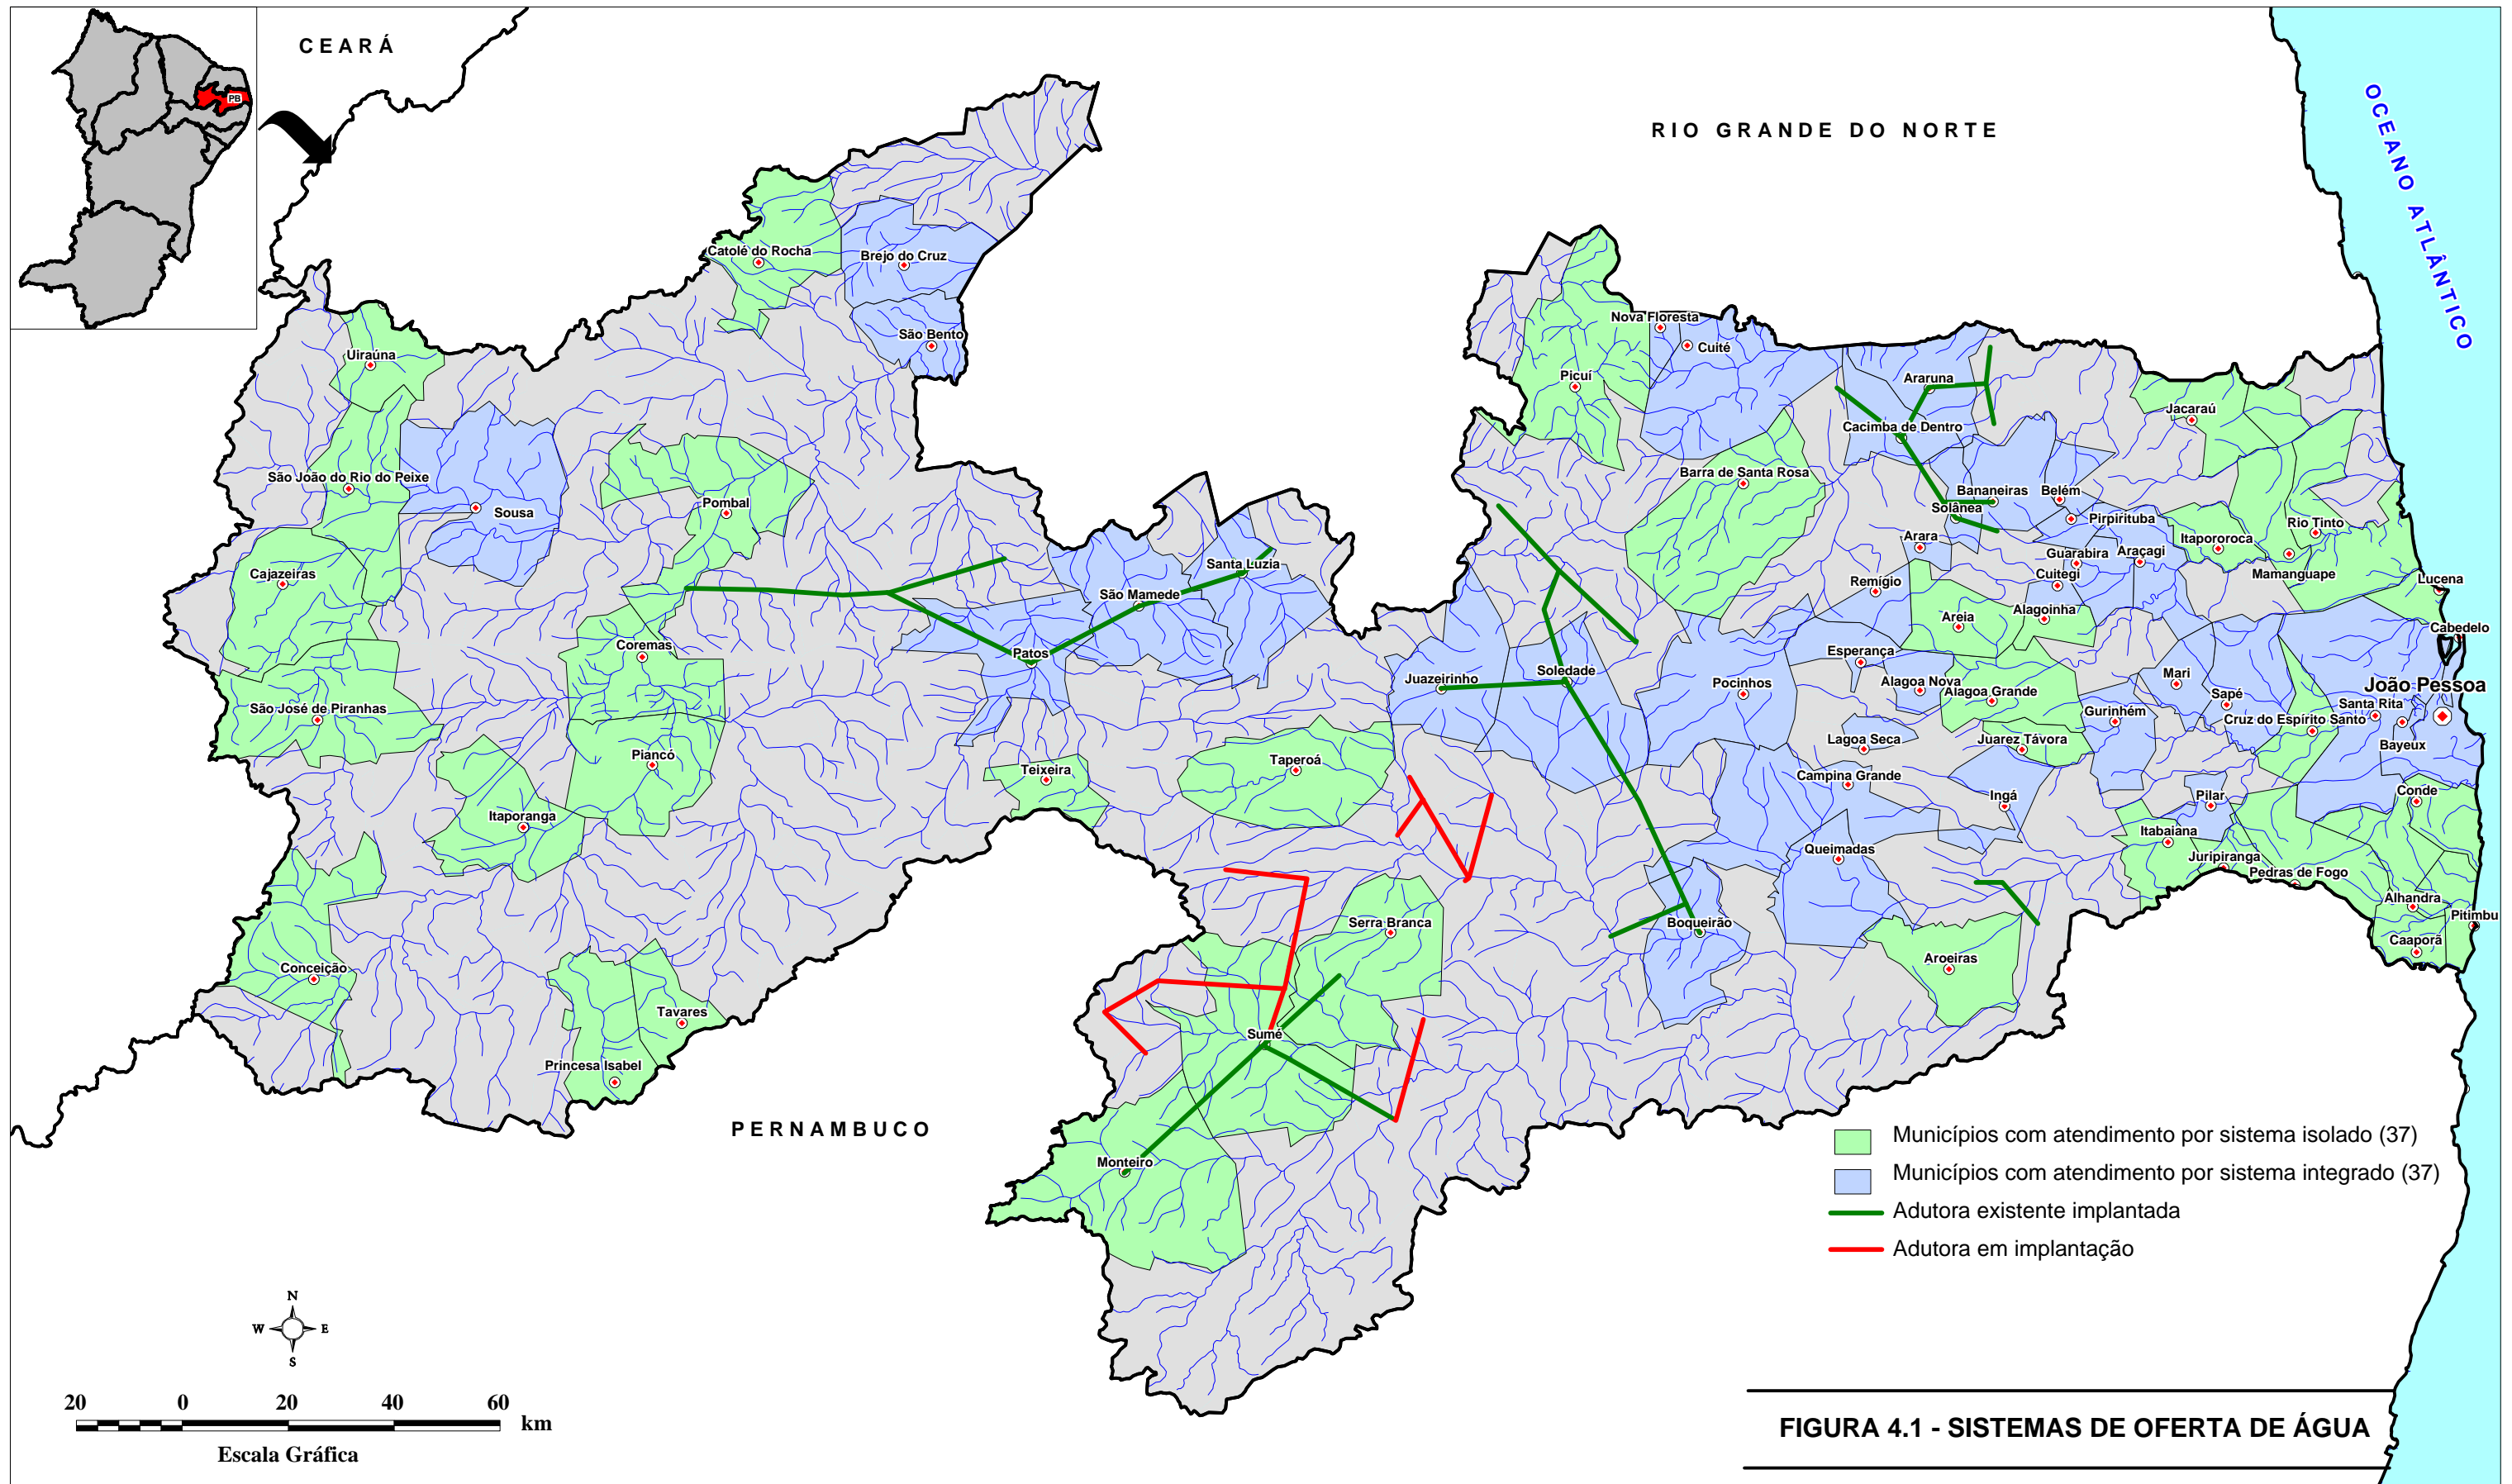 CEARÁ
PB
RIO GRANDE DO NORTE
OCEANO ATLÂNTICO
Catolé do Rocha
Brejo do Cruz
São Bento
Uiraúna
São João do Rio do Peixe
Sousa
Pombal
Cajazeiras
Coremas
São José de Piranhas
Piancó
Itaporanga
Conceição
Tavares
Princesa Isabel
Patos
São Mamede
Santa Luzia
Teixeira
Taperoá
Serra Branca
Sumé
Monteiro
Nova Floresta
Cuité
Picuí
Barra de Santa Rosa
Araruna
Cacimba de Dentro
Bananeiras
Belém
Solânea
Pirpirituba
Arara
Guarabira
Araçagi
Cuitegi
Remígio
Areia
Alagoinha
Jacaraú
Itapororoca
Rio Tinto
Mamanguape
Lucena
Cabedelo
Juazeirinho
Soledade
Pocinhos
Esperança
Alagoa Nova
Alagoa Grande
Lagoa Seca
Juarez Távora
Gurinhém
Mari
Sapé
João Pessoa
Santa Rita
Cruz do Espírito Santo
Bayeux
Campina Grande
Ingá
Pilar
Conde
Itabaiana
Queimadas
Juripiranga
Pedras de Fogo
Alhandra
Pitimbu
Caaporã
Boqueirão
Aroeiras
PERNAMBUCO
Municípios com atendimento por sistema isolado (37)
Municípios com atendimento por sistema integrado (37)
Adutora existente implantada
Adutora em implantação
N
W E
S
20 0 20 40 60
km
Escala Gráfica
FIGURA 4.1 - SISTEMAS DE OFERTA DE ÁGUA